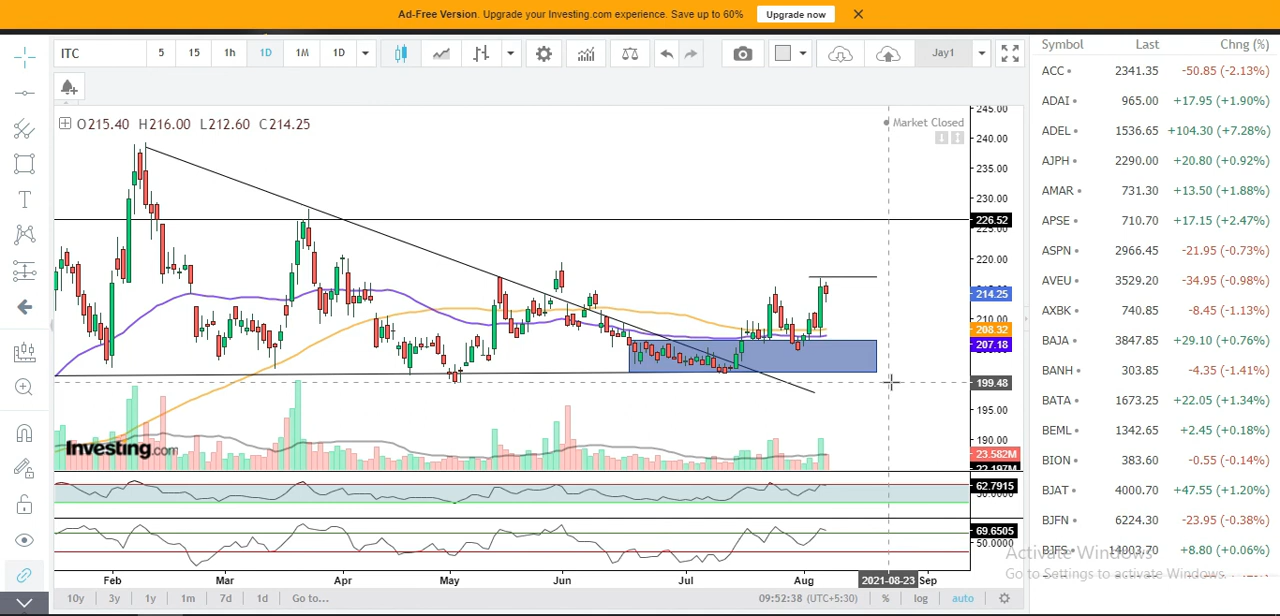 Ad-Free Version. Upgrade your Investing.com experience. Save up to 60% Upgrade now
ITC 5 15 1h 1D 1M 1D Jay1
O215.40 H216.00 L212.60 C214.25
Market Closed
245.00
240.00
235.00
230.00
226.52
225.00
220.00
214.25
210.00
208.32
207.18
199.48
195.00
190.00
23.582M
22.197M
Investing.com
62.7915
69.6505
50.0000
Feb Mar Apr May Jun Jul Aug 2021-08-23 Sep
10y 3y 1y 1m 7d 1d Go to... 09:52:38 (UTC+5:30) % log auto
Symbol Last Chng (%)
ACC 2341.35 -50.85 (-2.13%)
ADAI 965.00 +17.95 (+1.90%)
ADEL 1536.65 +104.30 (+7.28%)
AJPH 2290.00 +20.80 (+0.92%)
AMAR 731.30 +13.50 (+1.88%)
APSE 710.70 +17.15 (+2.47%)
ASPN 2966.45 -21.95 (-0.73%)
AVEU 3529.20 -34.95 (-0.98%)
AXBK 740.85 -8.45 (-1.13%)
BAJA 3847.85 +29.10 (+0.76%)
BANH 303.85 -4.35 (-1.41%)
BATA 1673.25 +22.05 (+1.34%)
BEML 1342.65 +2.45 (+0.18%)
BION 383.60 -0.55 (-0.14%)
BJAT 4000.70 +47.55 (+1.20%)
BJFN 6224.30 -23.95 (-0.38%)
BJFS 14003.70 +8.80 (+0.06%)
Activate Windows
Go to Settings to activate Windows.